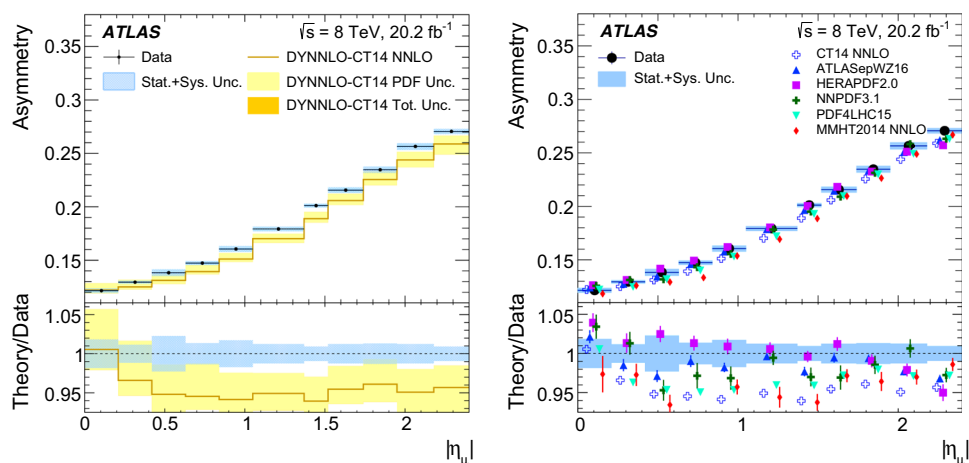 ATLAS
√s = 8 TeV, 20.2 fb⁻¹
Data
Stat.+Sys. Unc.
DYNNLO-CT14 NNLO
DYNNLO-CT14 PDF Unc.
DYNNLO-CT14 Tot. Unc.
Asymmetry
0.35
0.3
0.25
0.2
0.15
Theory/Data
1.05
1
0.95
0 0.5 1 1.5 2
|ημ|
ATLAS
√s = 8 TeV, 20.2 fb⁻¹
Data
Stat.+Sys. Unc.
CT14 NNLO
ATLASepWZ16
HERAPDF2.0
NNPDF3.1
PDF4LHC15
MMHT2014 NNLO
Asymmetry
0.35
0.3
0.25
0.2
0.15
Theory/Data
1.05
1
0.95
0 1 2
|ημ|